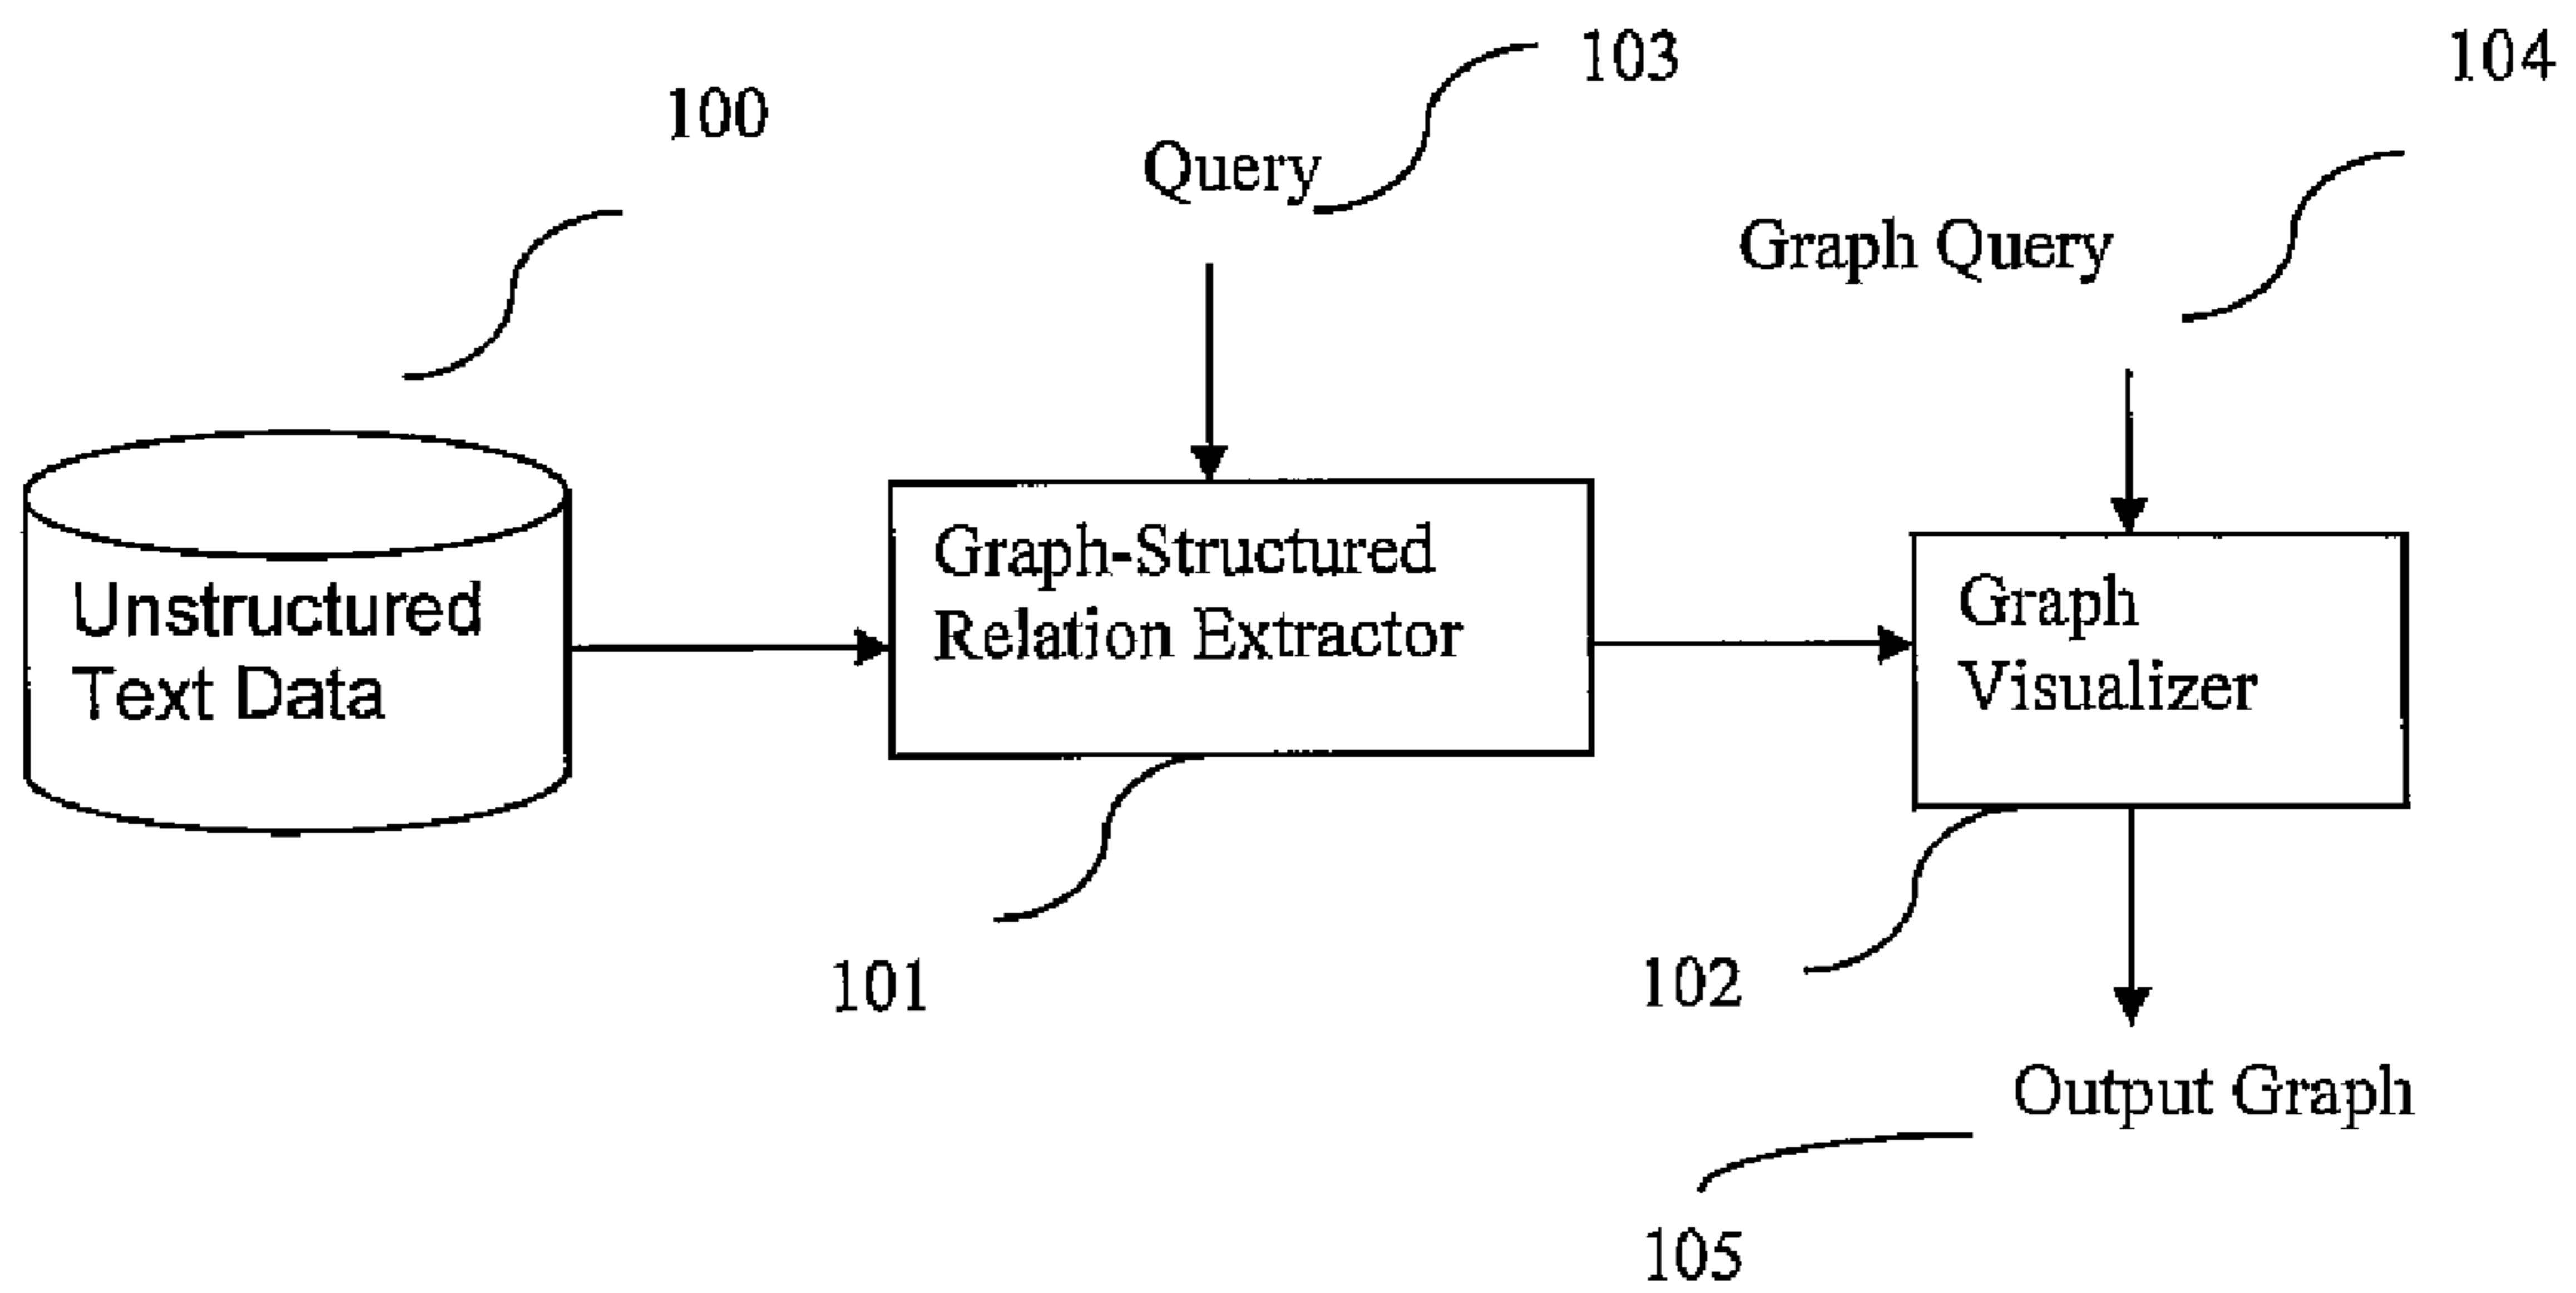 103
104
100
Query
Graph Query
Graph-Structured
Relation Extractor
Unstructured
Text Data
Graph
Visualizer
101
102
Output Graph
105